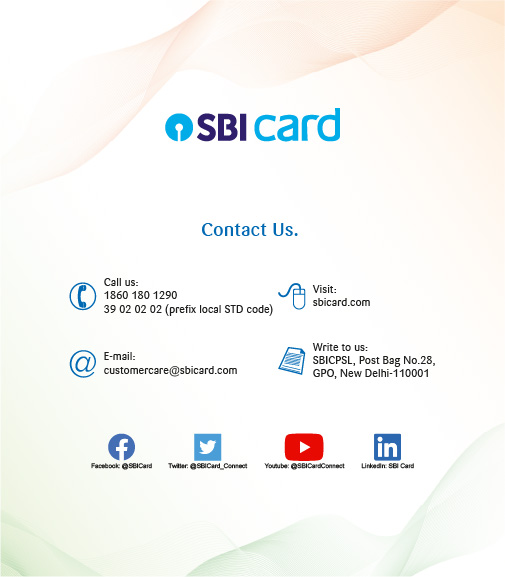 SBI card
Contact Us.
Call us:
1860 180 1290
39 02 02 02 (prefix local STD code)
Visit:
sbicard.com
E-mail:
customercare@sbicard.com
Write to us:
SBICPSL, Post Bag No.28,
GPO, New Delhi-110001
Facebook: @SBICard
Twitter: @SBICard_Connect
Youtube: @SBICardConnect
LinkedIn: SBI Card